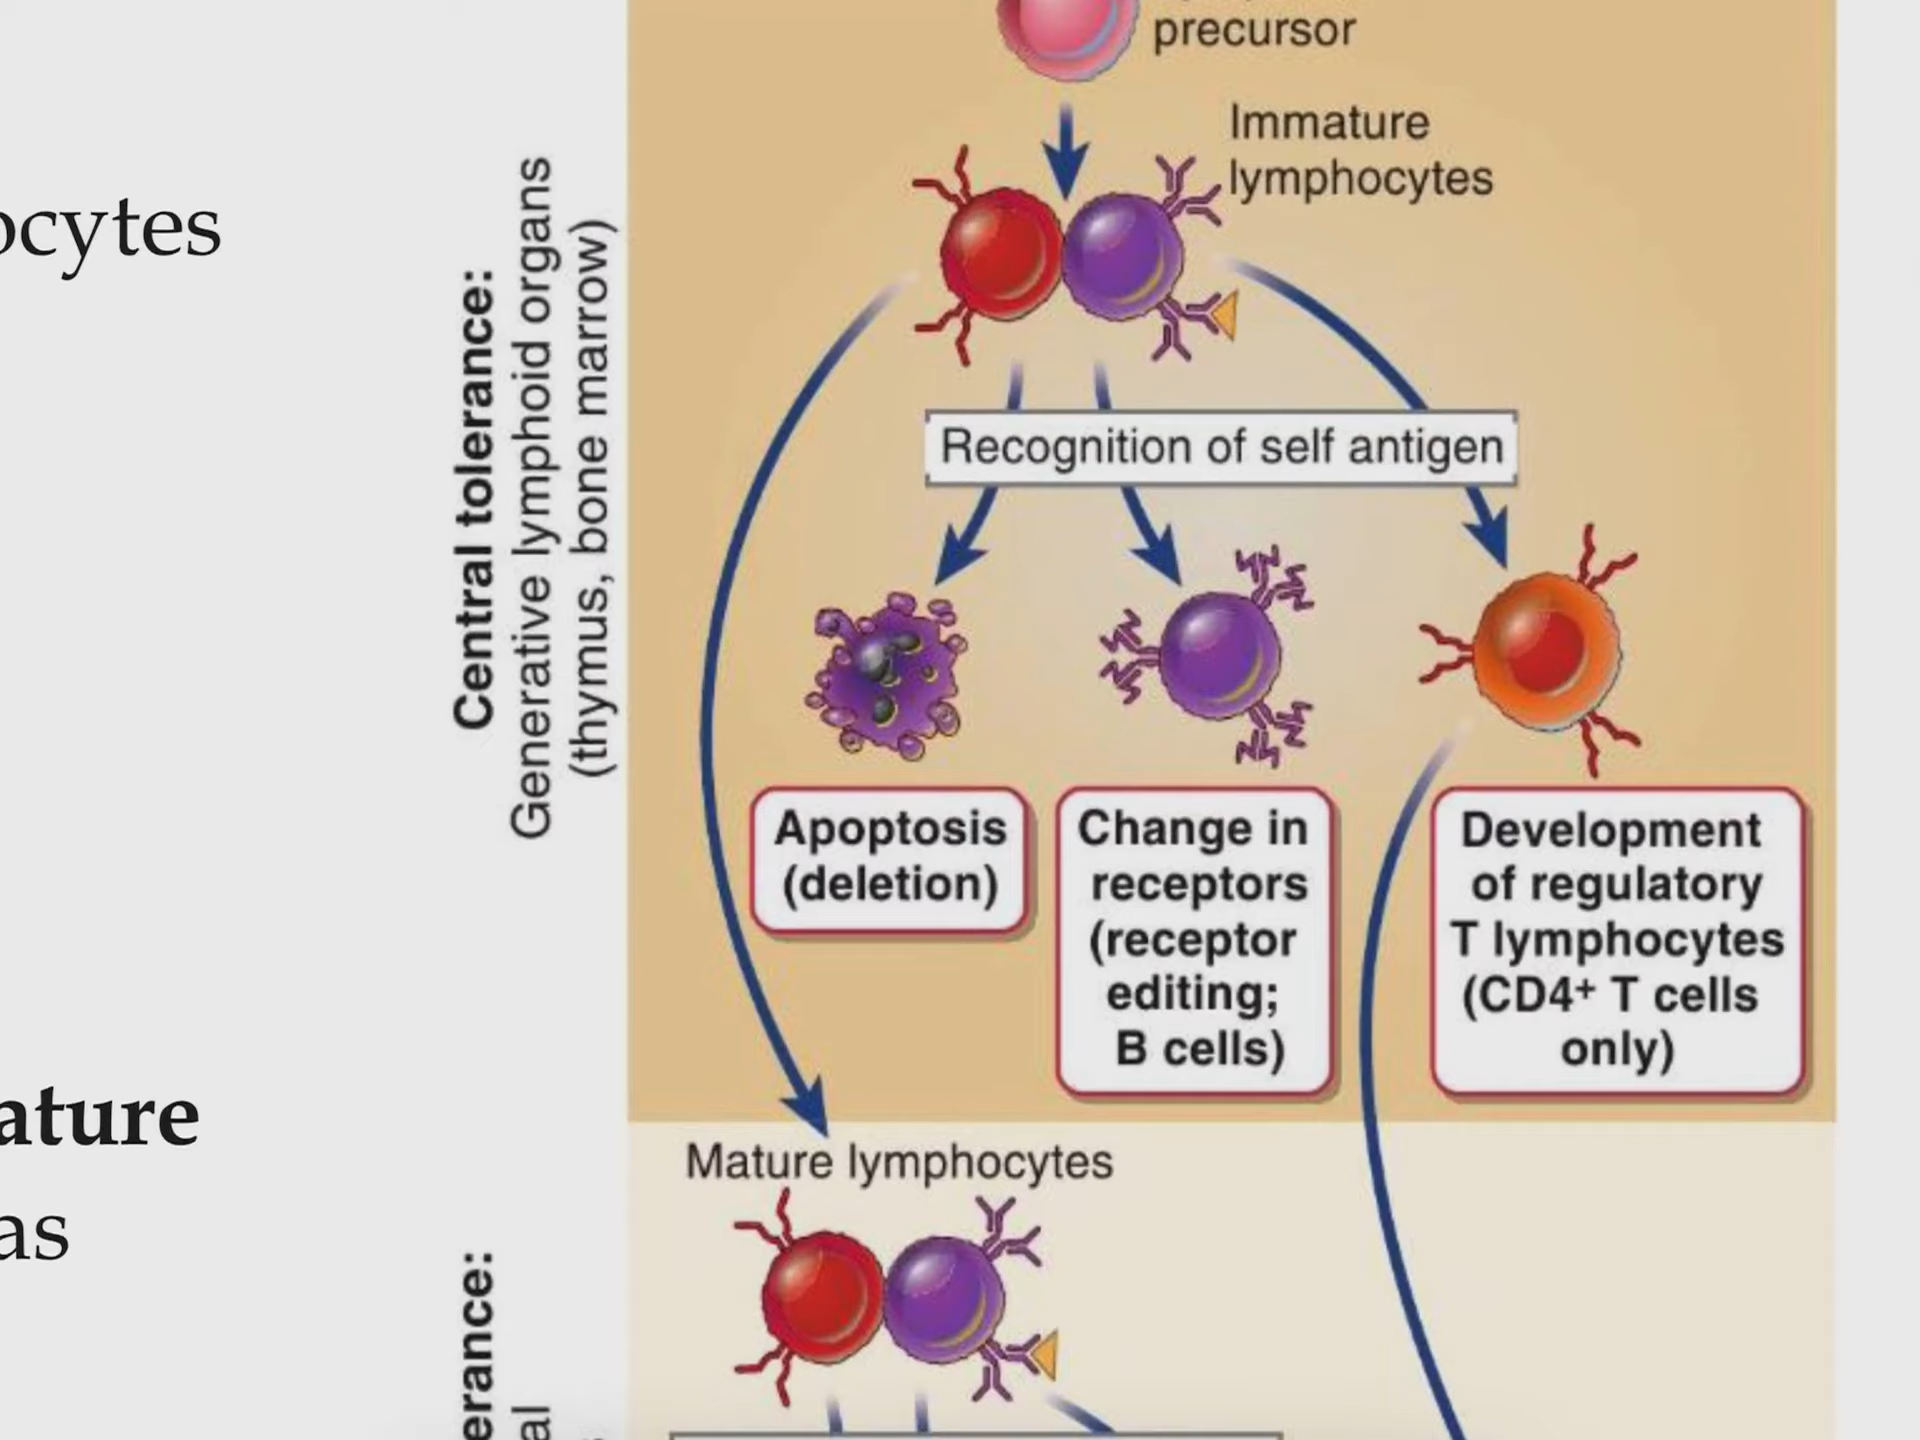 ocytes
ature
as
Central tolerance:
Generative lymphoid organs
(thymus, bone marrow)
erance:
al
precursor
Immature
lymphocytes
Recognition of self antigen
Apoptosis
(deletion)
Change in
receptors
(receptor
editing;
B cells)
Development
of regulatory
T lymphocytes
(CD4⁺ T cells
only)
Mature lymphocytes